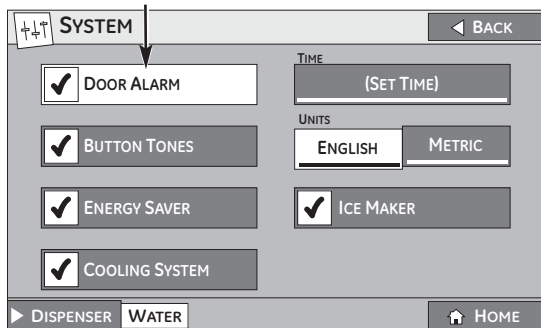 SYSTEM
BACK
DOOR ALARM
BUTTON TONES
ENERGY SAVER
COOLING SYSTEM
TIME
(SET TIME)
UNITS
ENGLISH METRIC
ICE MAKER
DISPENSER WATER
HOME